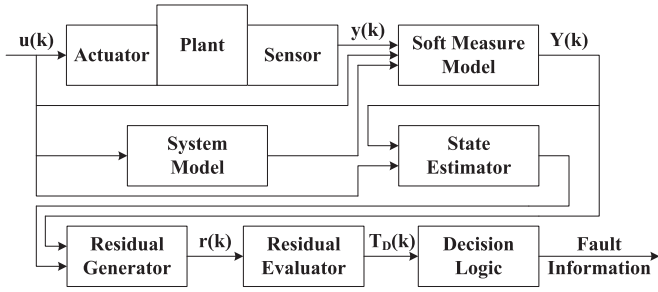 u(k)
Actuator
Plant
Sensor
y(k)
Soft Measure
Model
Y(k)
System
Model
State
Estimator
Residual
Generator
r(k)
Residual
Evaluator
T_D(k)
Decision
Logic
Fault
Information